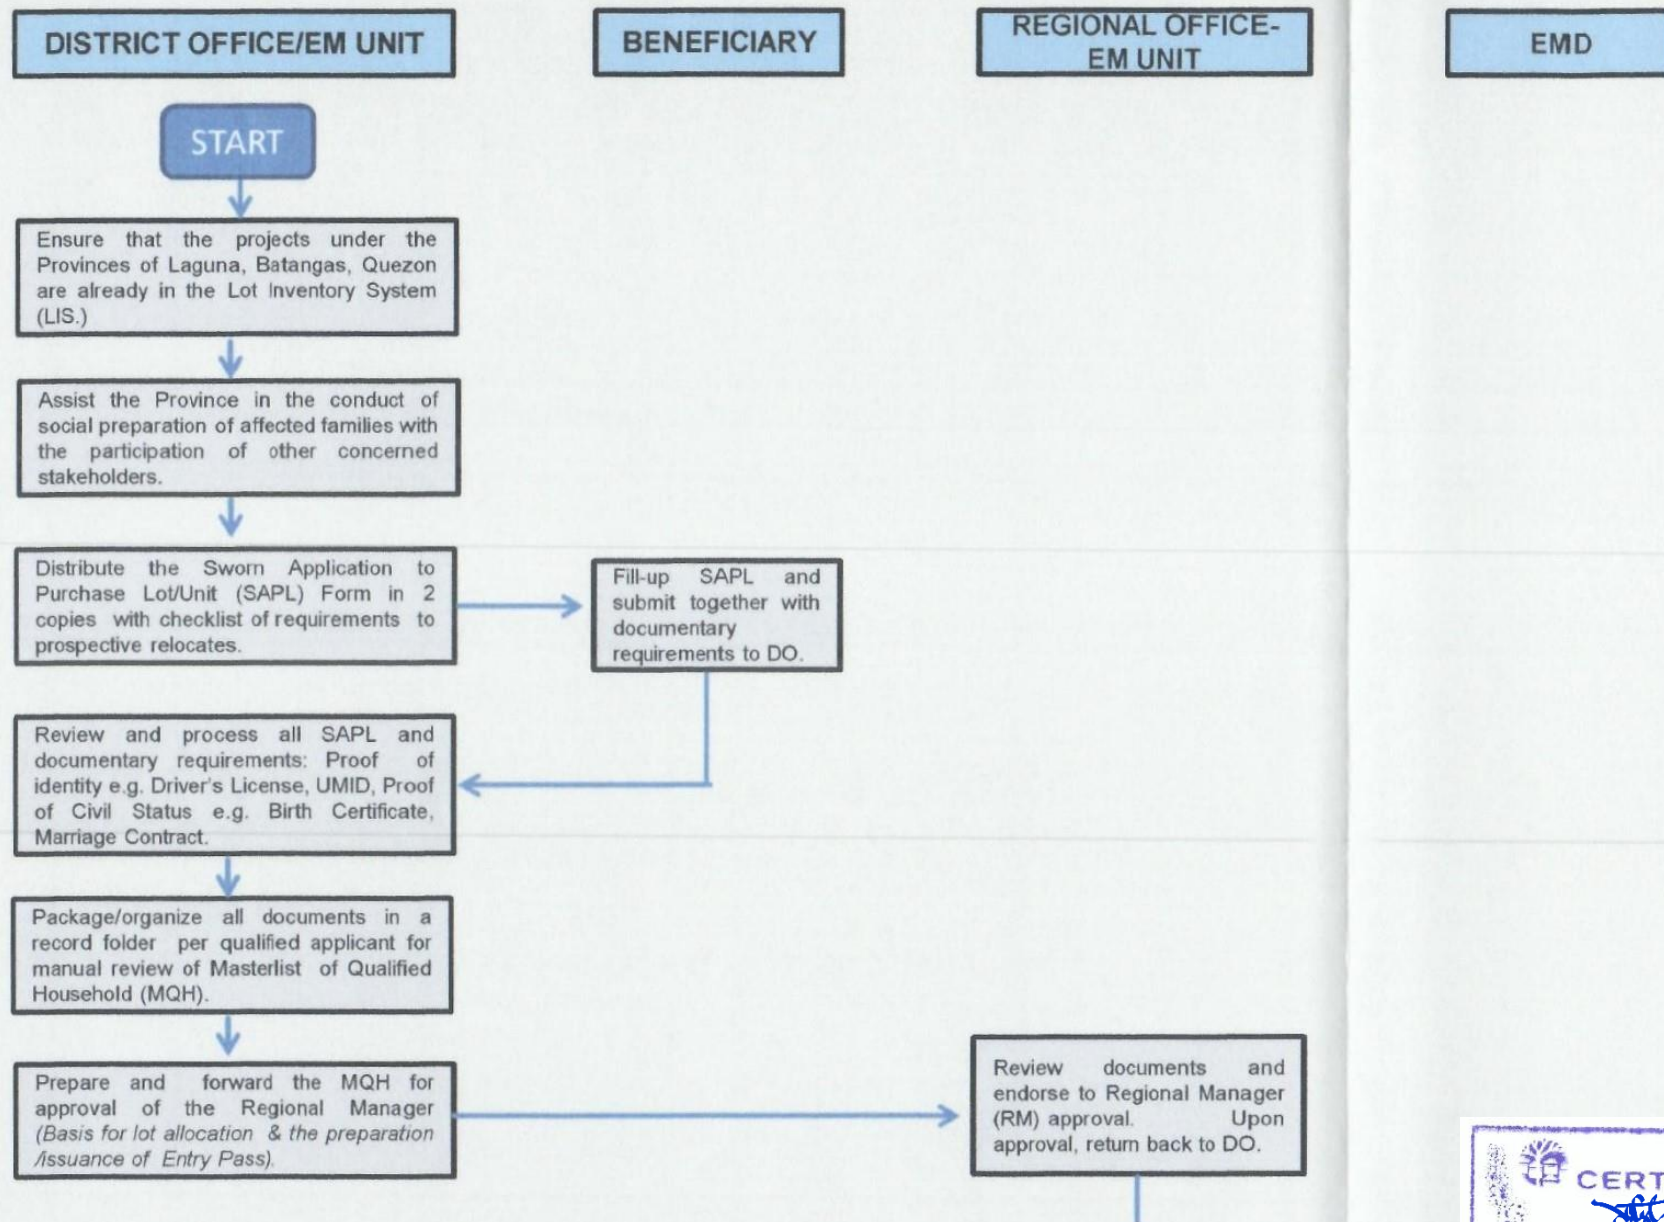 DISTRICT OFFICE/EM UNIT
BENEFICIARY
REGIONAL OFFICE-
EM UNIT
EMD
START
Ensure that the projects under the
Provinces of Laguna, Batangas, Quezon
are already in the Lot Inventory System
(LIS.)
Assist the Province in the conduct of
social preparation of affected families with
the participation of other concerned
stakeholders.
Distribute the Sworn Application to
Purchase Lot/Unit (SAPL) Form in 2
copies with checklist of requirements to
prospective relocates.
Fill-up SAPL and
submit together with
documentary
requirements to DO.
Review and process all SAPL and
documentary requirements: Proof of
identity e.g. Driver's License, UMID, Proof
of Civil Status e.g. Birth Certificate,
Marriage Contract.
Package/organize all documents in a
record folder per qualified applicant for
manual review of Masterlist of Qualified
Household (MQH).
Prepare and forward the MQH for
approval of the Regional Manager
(Basis for lot allocation & the preparation
/issuance of Entry Pass).
Review documents and
endorse to Regional Manager
(RM) approval. Upon
approval, return back to DO.
CERT